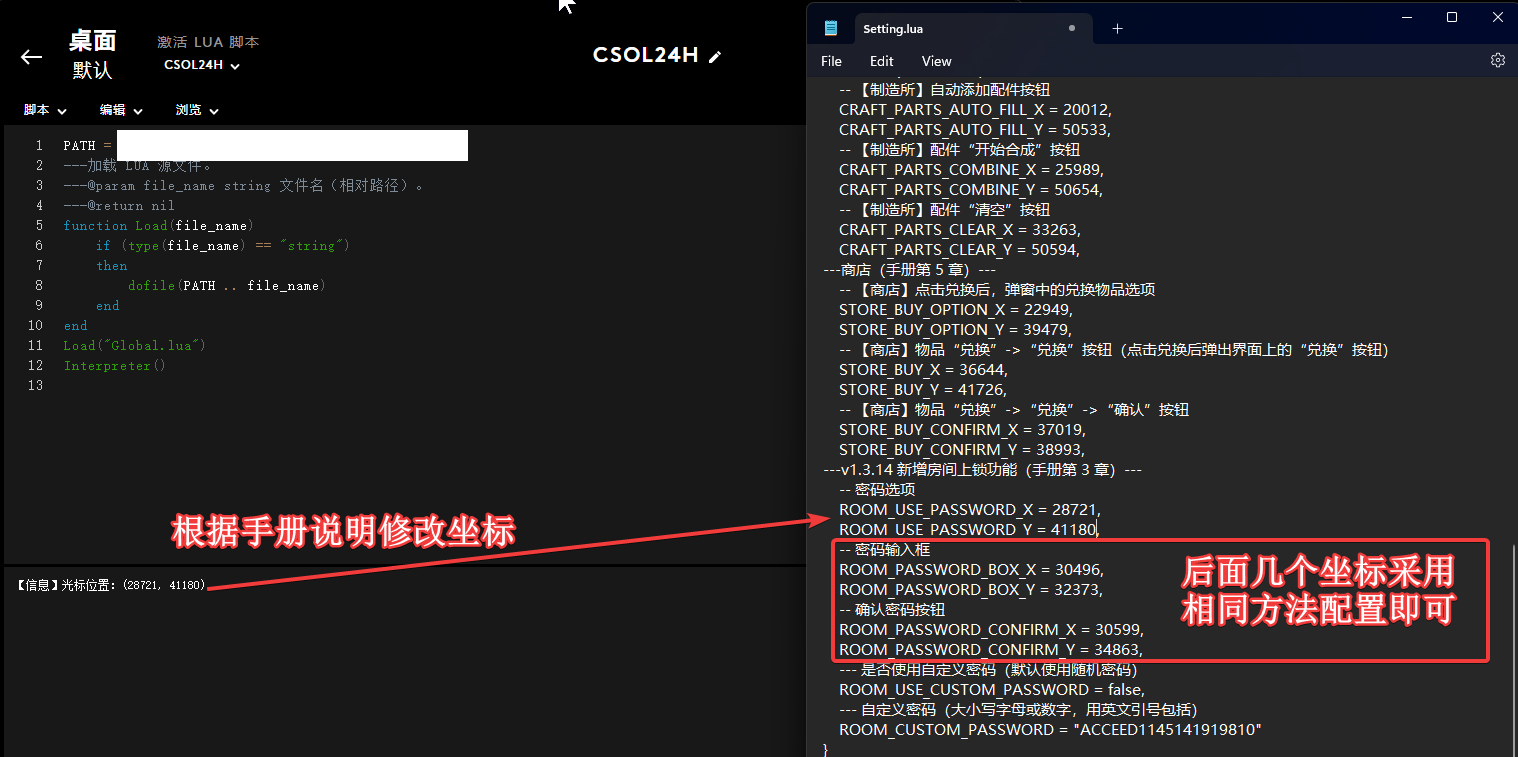 桌面
默认
激活 LUA 脚本
CSOL24H
CSOL24H
脚本
编辑
浏览
1 PATH =
2 ---加载 LUA 源文件。
3 ---@param file_name string 文件名（相对路径）。
4 ---@return nil
5 function Load(file_name)
6 if (type(file_name) == "string")
7 then
8 dofile(PATH .. file_name)
9 end
10 end
11 Load("Global.lua")
12 Interpreter()
13
根据手册说明修改坐标
【信息】光标位置：(28721, 41180)
Setting.lua
File Edit View
-- 【制造所】自动添加配件按钮
CRAFT_PARTS_AUTO_FILL_X = 20012,
CRAFT_PARTS_AUTO_FILL_Y = 50533,
-- 【制造所】配件“开始合成”按钮
CRAFT_PARTS_COMBINE_X = 25989,
CRAFT_PARTS_COMBINE_Y = 50654,
-- 【制造所】配件“清空”按钮
CRAFT_PARTS_CLEAR_X = 33263,
CRAFT_PARTS_CLEAR_Y = 50594,
---商店（手册第 5 章）---
-- 【商店】点击兑换后，弹窗中的兑换物品选项
STORE_BUY_OPTION_X = 22949,
STORE_BUY_OPTION_Y = 39479,
-- 【商店】物品“兑换”->“兑换”按钮（点击兑换后弹出界面上的“兑换”按钮）
STORE_BUY_X = 36644,
STORE_BUY_Y = 41726,
-- 【商店】物品“兑换”->“兑换”->“确认”按钮
STORE_BUY_CONFIRM_X = 37019,
STORE_BUY_CONFIRM_Y = 38993,
---v1.3.14 新增房间上锁功能（手册第 3 章）---
-- 密码选项
ROOM_USE_PASSWORD_X = 28721,
ROOM_USE_PASSWORD_Y = 41180,
-- 密码输入框
ROOM_PASSWORD_BOX_X = 30496,
ROOM_PASSWORD_BOX_Y = 32373,
-- 确认密码按钮
ROOM_PASSWORD_CONFIRM_X = 30599,
ROOM_PASSWORD_CONFIRM_Y = 34863,
后面几个坐标采用
相同方法配置即可
--- 是否使用自定义密码（默认使用随机密码）
ROOM_USE_CUSTOM_PASSWORD = false,
--- 自定义密码（大小写字母或数字，用英文引号包括）
ROOM_CUSTOM_PASSWORD = "ACCEED1145141919810"
}